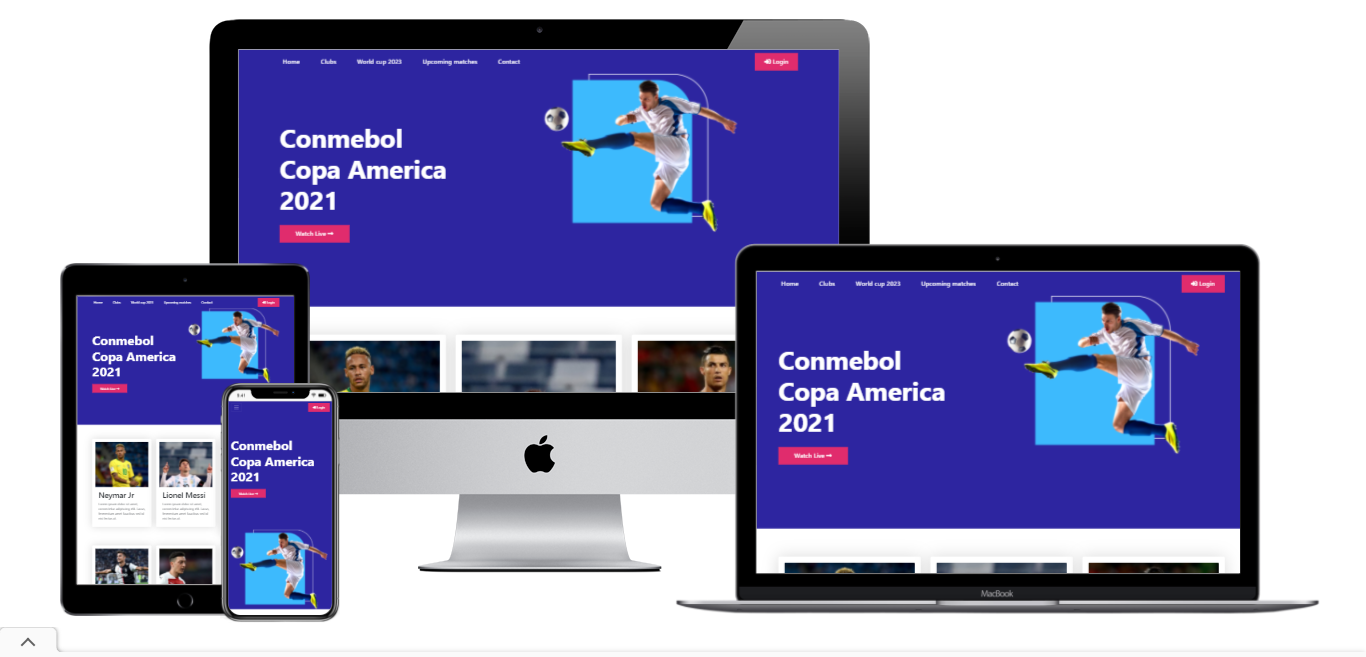 Home Clubs World cup 2023 Upcoming matches Contact Login
Conmebol
Copa America
2021
Watch Live
Home Clubs World cup 2023 Upcoming matches Contact Login
Conmebol
Copa America
2021
Watch Live
MacBook
Home Clubs World cup 2023 Upcoming matches Contact Login
Conmebol
Copa America
2021
Watch Live
Neymar Jr
Lionel Messi
9:41
Login
Conmebol
Copa America
2021
Watch Live